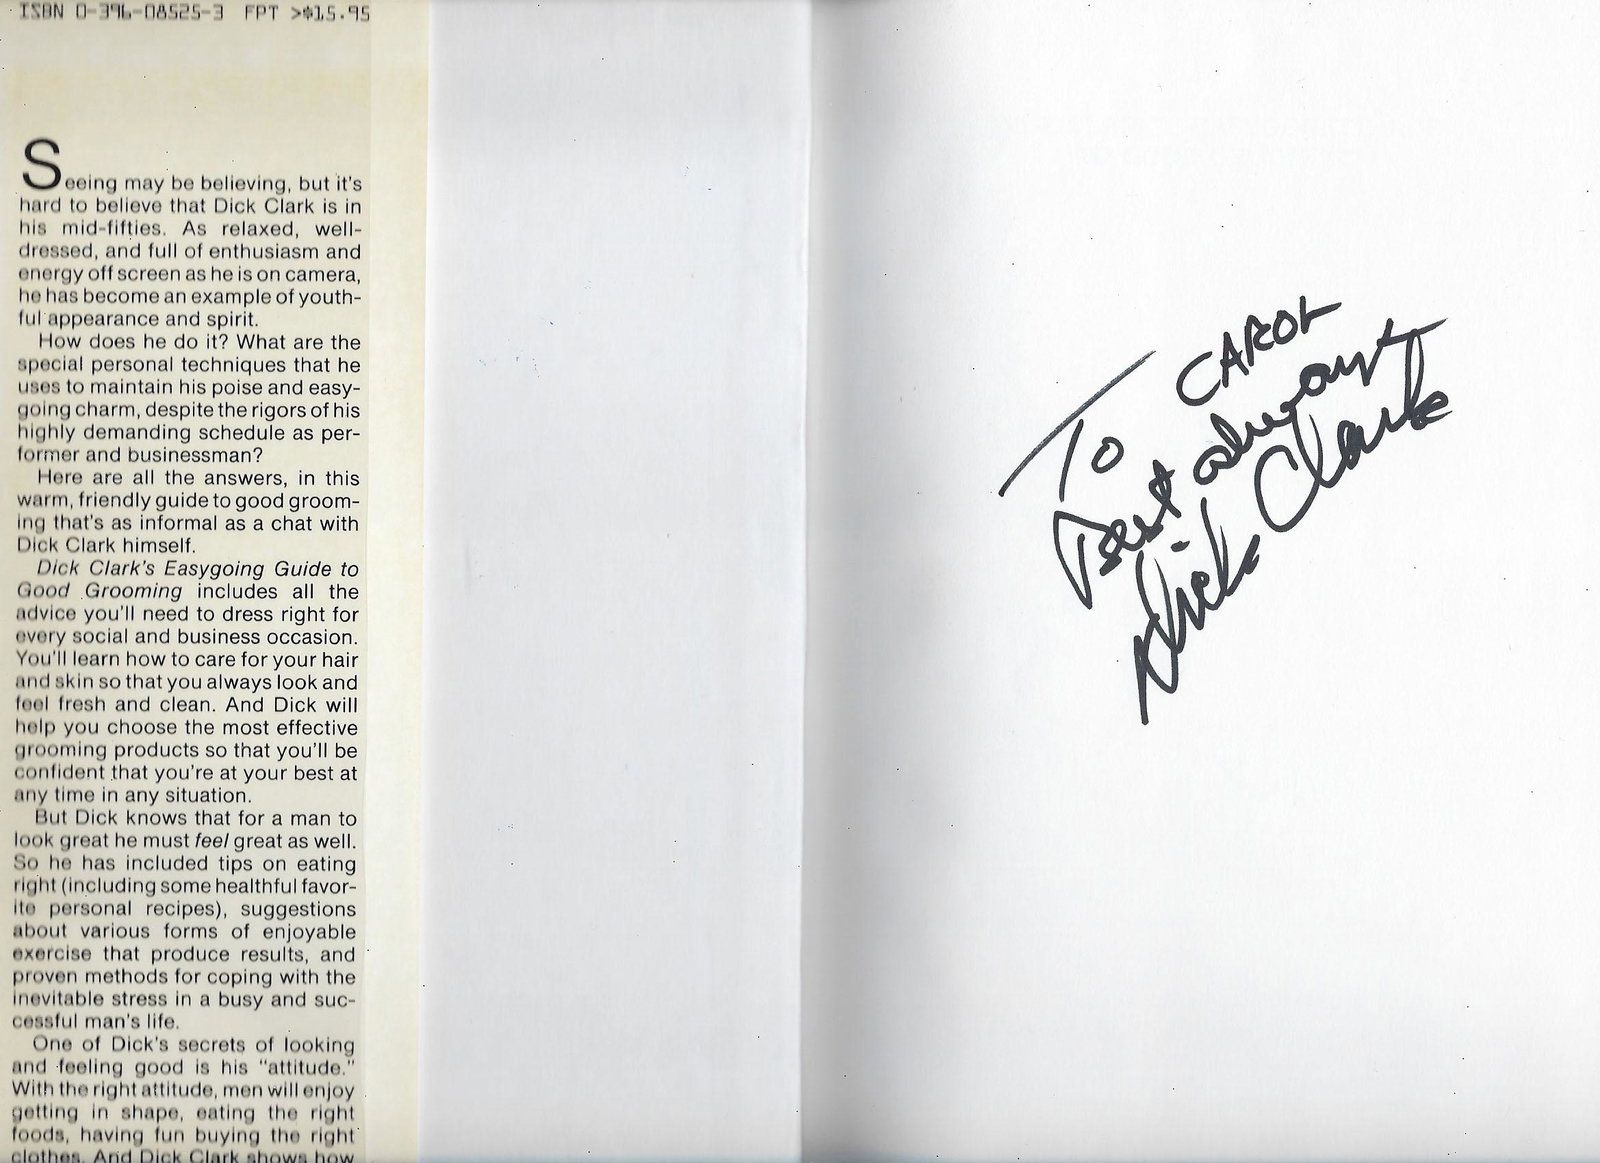 ISBN 0-396-08525-3 FPT >$15.95
Seeing may be believing, but it's
hard to believe that Dick Clark is in
his mid-fifties. As relaxed, well-
dressed, and full of enthusiasm and
energy off screen as he is on camera,
he has become an example of youth-
ful appearance and spirit.
How does he do it? What are the
special personal techniques that he
uses to maintain his poise and easy-
going charm, despite the rigors of his
highly demanding schedule as per-
former and businessman?
Here are all the answers, in this
warm, friendly guide to good groom-
ing that's as informal as a chat with
Dick Clark himself.
Dick Clark's Easygoing Guide to
Good Grooming includes all the
advice you'll need to dress right for
every social and business occasion.
You'll learn how to care for your hair
and skin so that you always look and
feel fresh and clean. And Dick will
help you choose the most effective
grooming products so that you'll be
confident that you're at your best at
any time in any situation.
But Dick knows that for a man to
look great he must feel great as well.
So he has included tips on eating
right (including some healthful favor-
ite personal recipes), suggestions
about various forms of enjoyable
exercise that produce results, and
proven methods for coping with the
inevitable stress in a busy and suc-
cessful man's life.
One of Dick's secrets of looking
and feeling good is his "attitude."
With the right attitude, men will enjoy
getting in shape, eating the right
foods, having fun buying the right
clothes. And Dick Clark shows how
To CAROL
Best always
Dick Clark